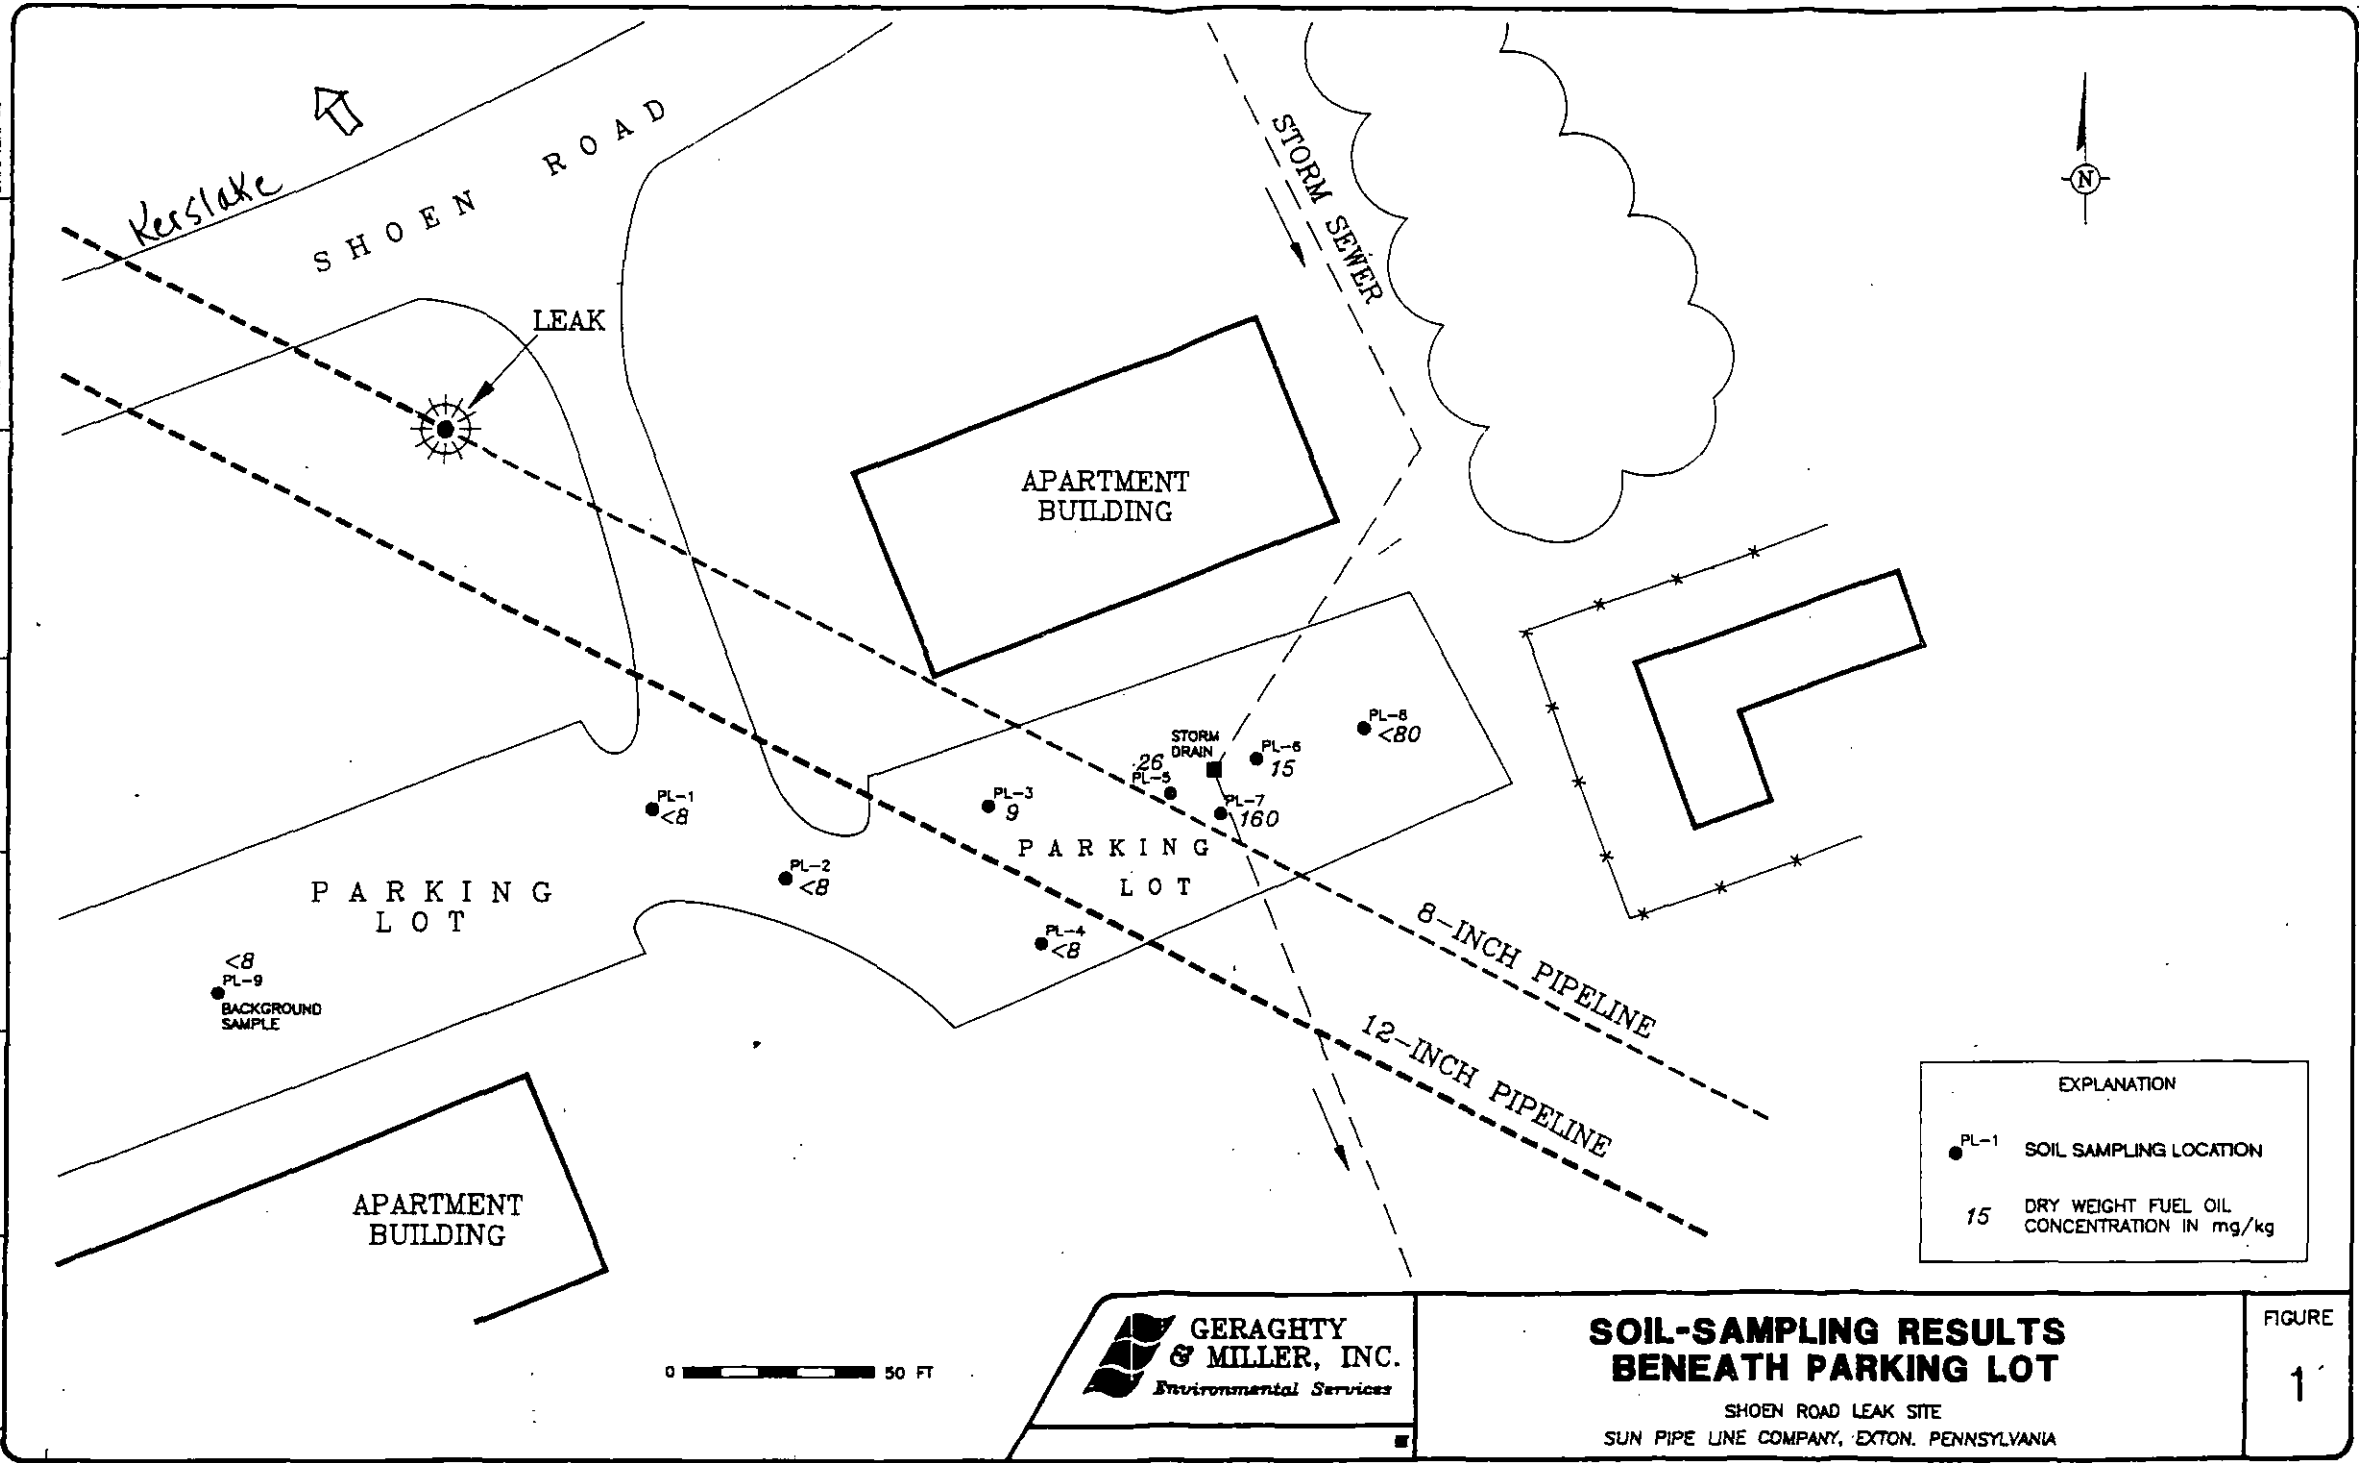 Kerslake
SHOEN ROAD
LEAK
STORM SEWER
N
APARTMENT
BUILDING
STORM
DRAIN
PL-8
<80
PL-6
15
26
PL-5
PL-7
160
PL-1
<8
PL-3
9
PL-2
<8
PARKING
LOT
PARKING
LOT
PL-4
<8
<8
PL-9
BACKGROUND
SAMPLE
8-INCH PIPELINE
12-INCH PIPELINE
APARTMENT
BUILDING
EXPLANATION
PL-1 SOIL SAMPLING LOCATION
15 DRY WEIGHT FUEL OIL
CONCENTRATION IN mg/kg
0 50 FT
GERAGHTY
& MILLER, INC.
Environmental Services
SOIL-SAMPLING RESULTS
BENEATH PARKING LOT
SHOEN ROAD LEAK SITE
SUN PIPE LINE COMPANY, EXTON, PENNSYLVANIA
FIGURE
1